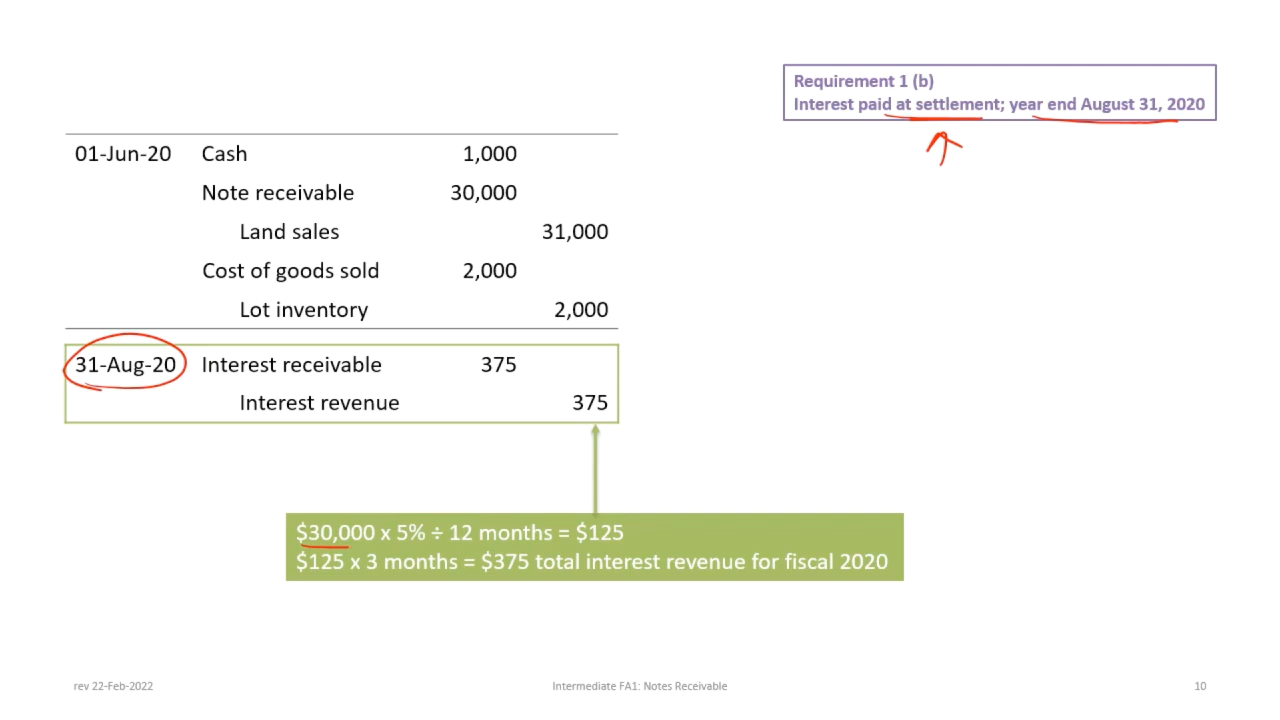 Requirement 1 (b)
Interest paid at settlement; year end August 31, 2020
01-Jun-20 Cash 1,000
Note receivable 30,000
Land sales 31,000
Cost of goods sold 2,000
Lot inventory 2,000
31-Aug-20 Interest receivable 375
Interest revenue 375
$30,000 x 5% ÷ 12 months = $125
$125 x 3 months = $375 total interest revenue for fiscal 2020
rev 22-Feb-2022 Intermediate FA1: Notes Receivable 10